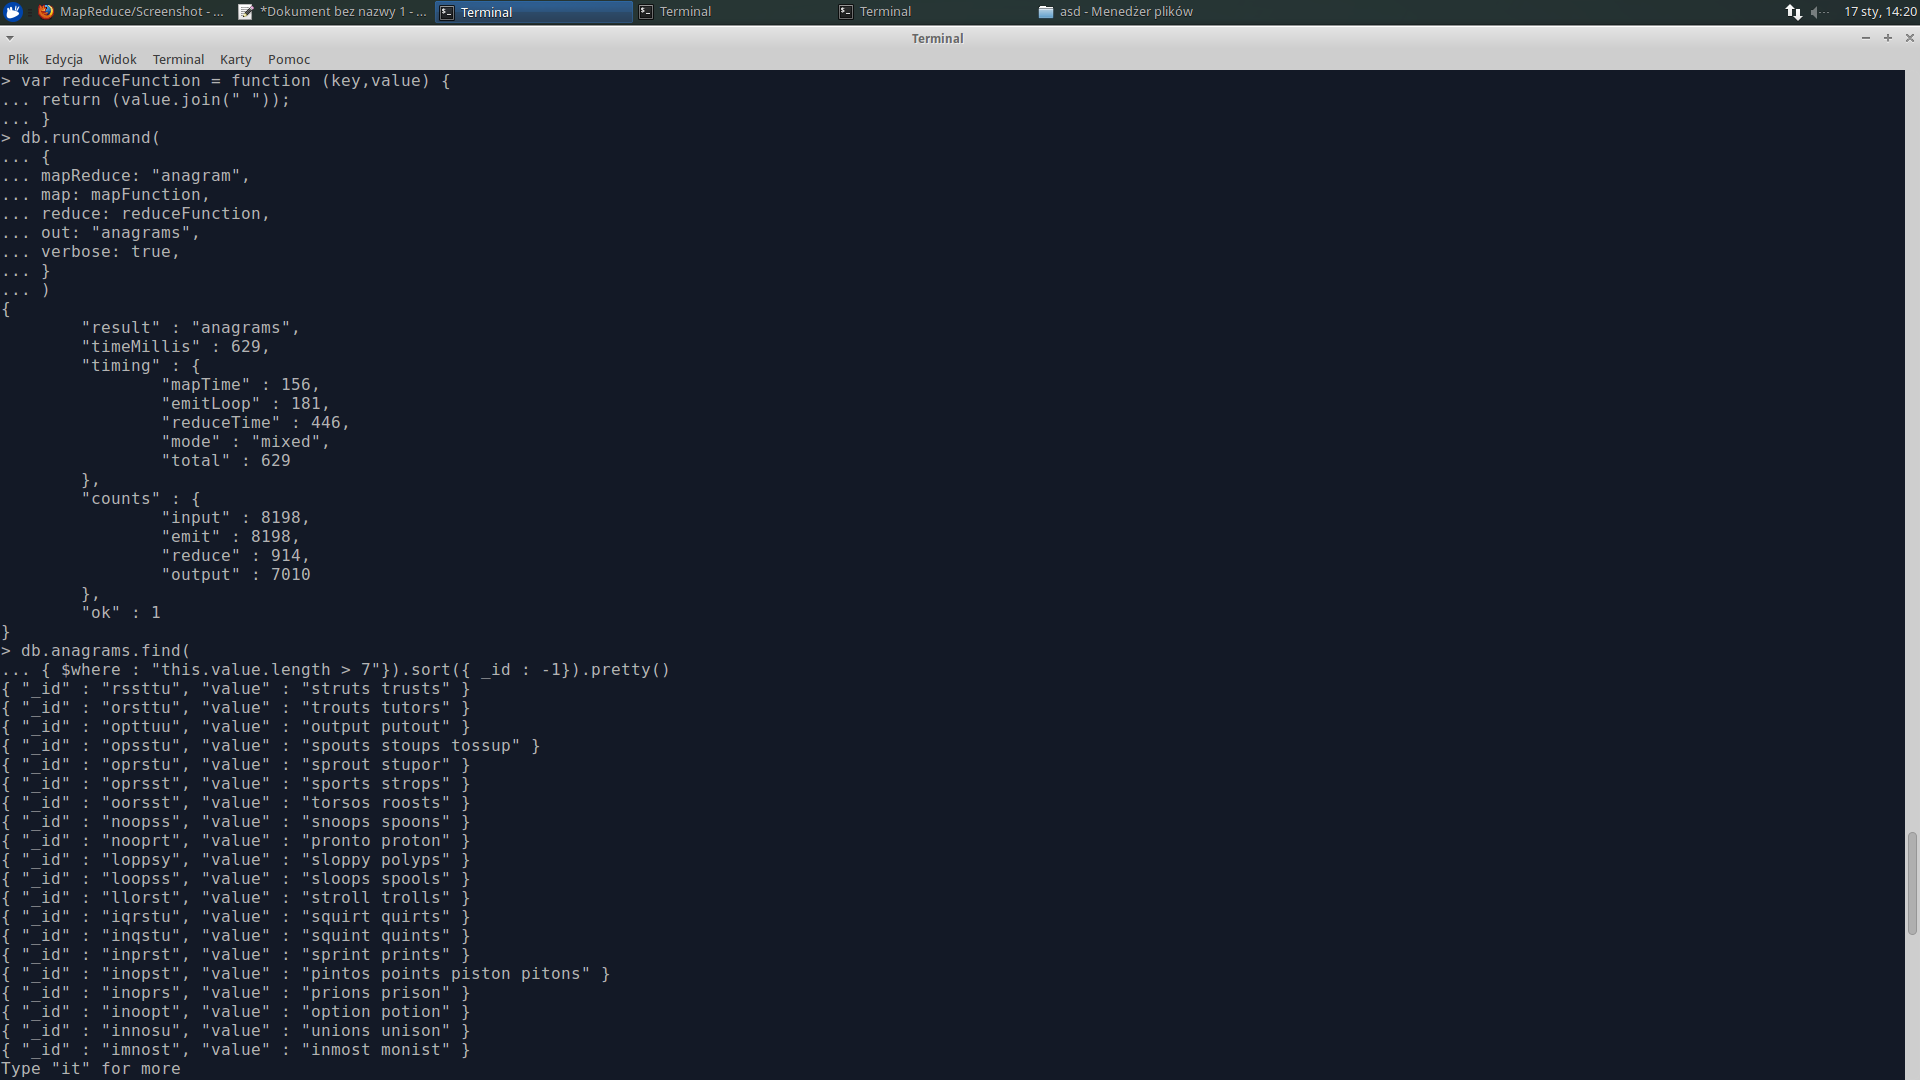 MapReduce/Screenshot - ...
*Dokument bez nazwy 1 - ...
Terminal
Terminal
Terminal
asd - Menedżer plików
17 sty, 14:20
Terminal
Plik Edycja Widok Terminal Karty Pomoc
> var reduceFunction = function (key,value) {
... return (value.join(" "));
... }
> db.runCommand(
... {
... mapReduce: "anagram",
... map: mapFunction,
... reduce: reduceFunction,
... out: "anagrams",
... verbose: true,
... }
... )
{
        "result" : "anagrams",
        "timeMillis" : 629,
        "timing" : {
                "mapTime" : 156,
                "emitLoop" : 181,
                "reduceTime" : 446,
                "mode" : "mixed",
                "total" : 629
        },
        "counts" : {
                "input" : 8198,
                "emit" : 8198,
                "reduce" : 914,
                "output" : 7010
        },
        "ok" : 1
}
> db.anagrams.find(
... { $where : "this.value.length > 7"}).sort({ _id : -1}).pretty()
{ "_id" : "rssttu", "value" : "struts trusts" }
{ "_id" : "orsttu", "value" : "trouts tutors" }
{ "_id" : "opttuu", "value" : "output putout" }
{ "_id" : "opsstu", "value" : "spouts stoups tossup" }
{ "_id" : "oprstu", "value" : "sprout stupor" }
{ "_id" : "oprsst", "value" : "sports strops" }
{ "_id" : "oorsst", "value" : "torsos roosts" }
{ "_id" : "noopss", "value" : "snoops spoons" }
{ "_id" : "nooprt", "value" : "pronto proton" }
{ "_id" : "loppsy", "value" : "sloppy polyps" }
{ "_id" : "loopss", "value" : "sloops spools" }
{ "_id" : "llorst", "value" : "stroll trolls" }
{ "_id" : "iqrstu", "value" : "squirt quirts" }
{ "_id" : "inqstu", "value" : "squint quints" }
{ "_id" : "inprst", "value" : "sprint prints" }
{ "_id" : "inopst", "value" : "pintos points piston pitons" }
{ "_id" : "inoprs", "value" : "prions prison" }
{ "_id" : "inoopt", "value" : "option potion" }
{ "_id" : "innosu", "value" : "unions unison" }
{ "_id" : "imnost", "value" : "inmost monist" }
Type "it" for more